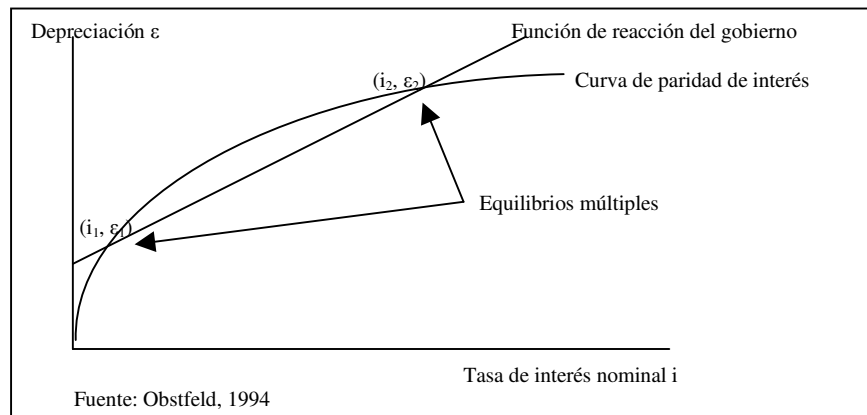 Depreciación ε
Función de reacción del gobierno
(i₂, ε₂)
Curva de paridad de interés
Equilibrios múltiples
(i₁, ε₁)
Tasa de interés nominal i
Fuente: Obstfeld, 1994